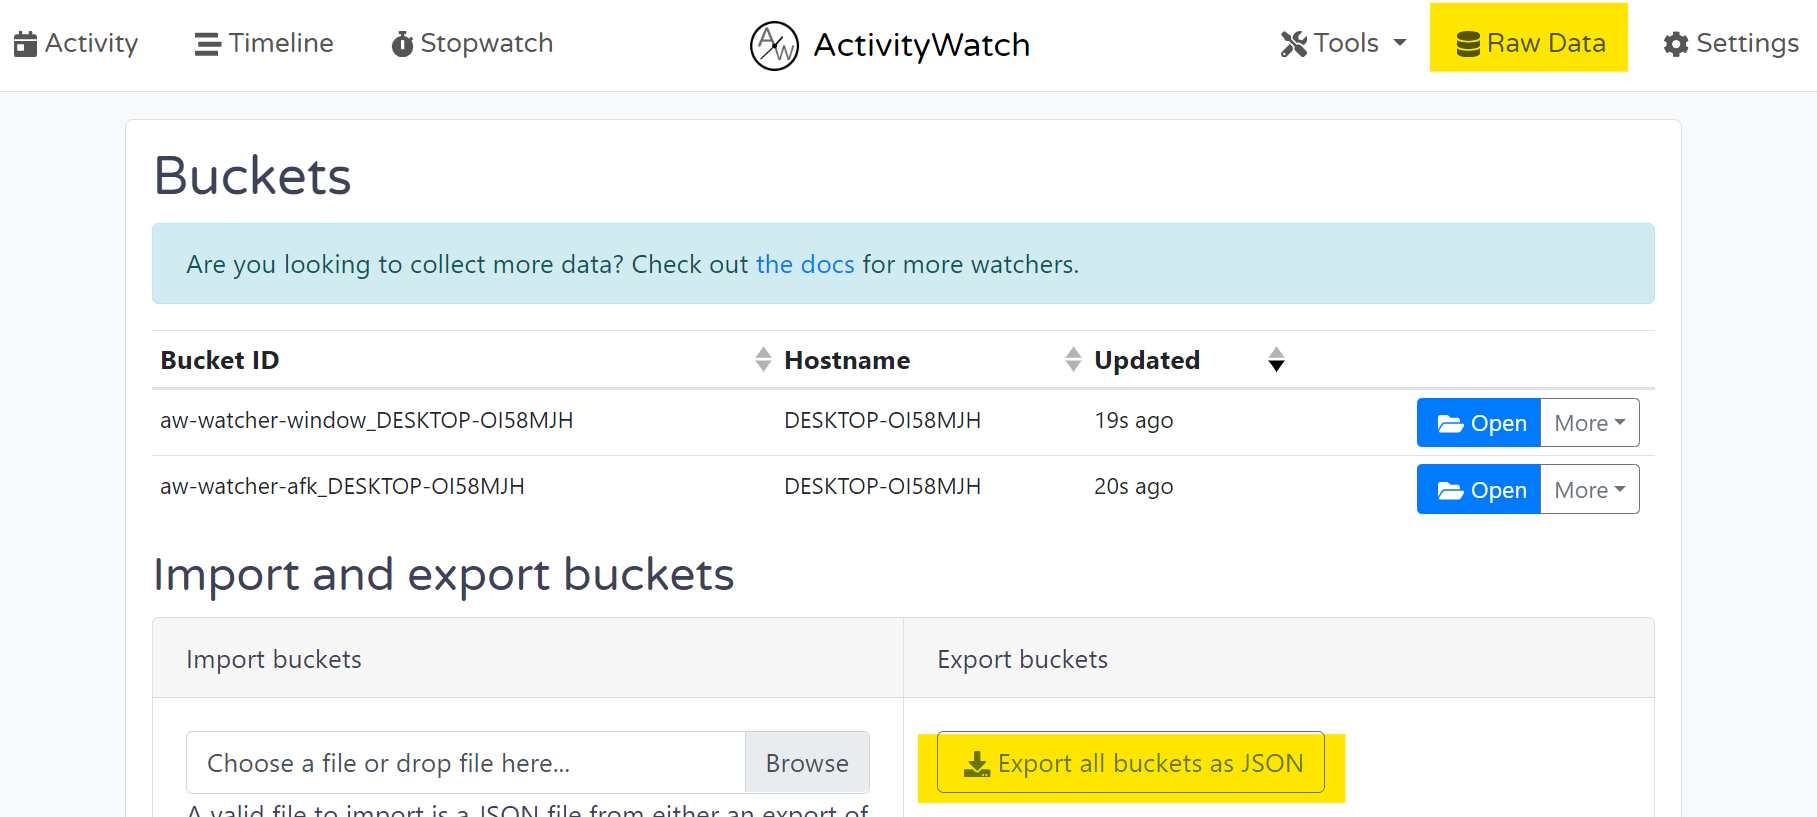 Activity Timeline Stopwatch AW ActivityWatch Tools Raw Data Settings
Buckets
Are you looking to collect more data? Check out the docs for more watchers.
Bucket ID Hostname Updated
aw-watcher-window_DESKTOP-OI58MJH DESKTOP-OI58MJH 19s ago Open More
aw-watcher-afk_DESKTOP-OI58MJH DESKTOP-OI58MJH 20s ago Open More
Import and export buckets
Import buckets Export buckets
Choose a file or drop file here... Browse Export all buckets as JSON
A valid file to import is a JSON file from either an export of